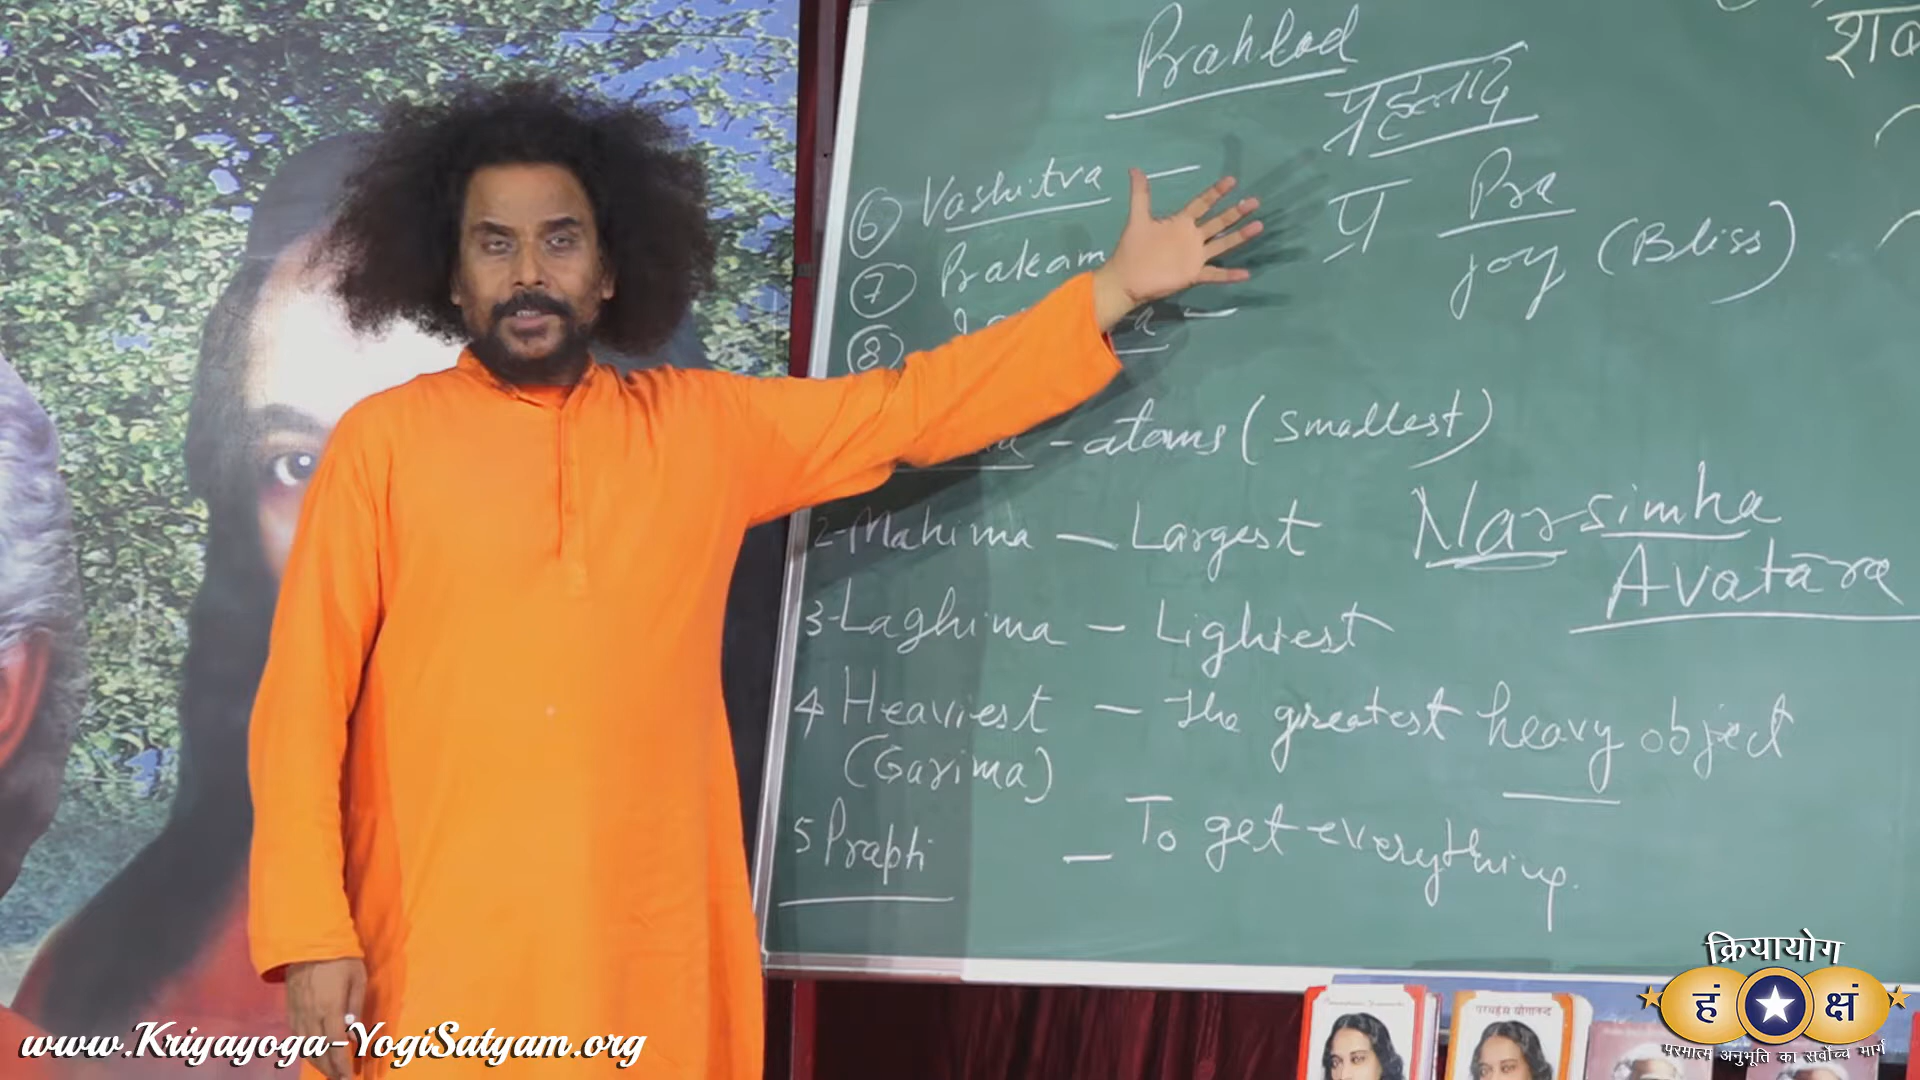 Prahlad
प्रहलाद
⑥ Vashitva —
⑦ Prakam
⑧
प्र Pra
joy (Bliss)
- atoms (smallest)
2-Mahima — Largest
Narsimha
Avatāra
3-Laghima — Lightest
4 Heaviest — The greatest heavy object
(Garima)
5 Prapti — To get everything.
क्रियायोग
हं क्षं
परमात्म अनुभूति का सर्वोच्च मार्ग
www.Kriyayoga-YogiSatyam.org